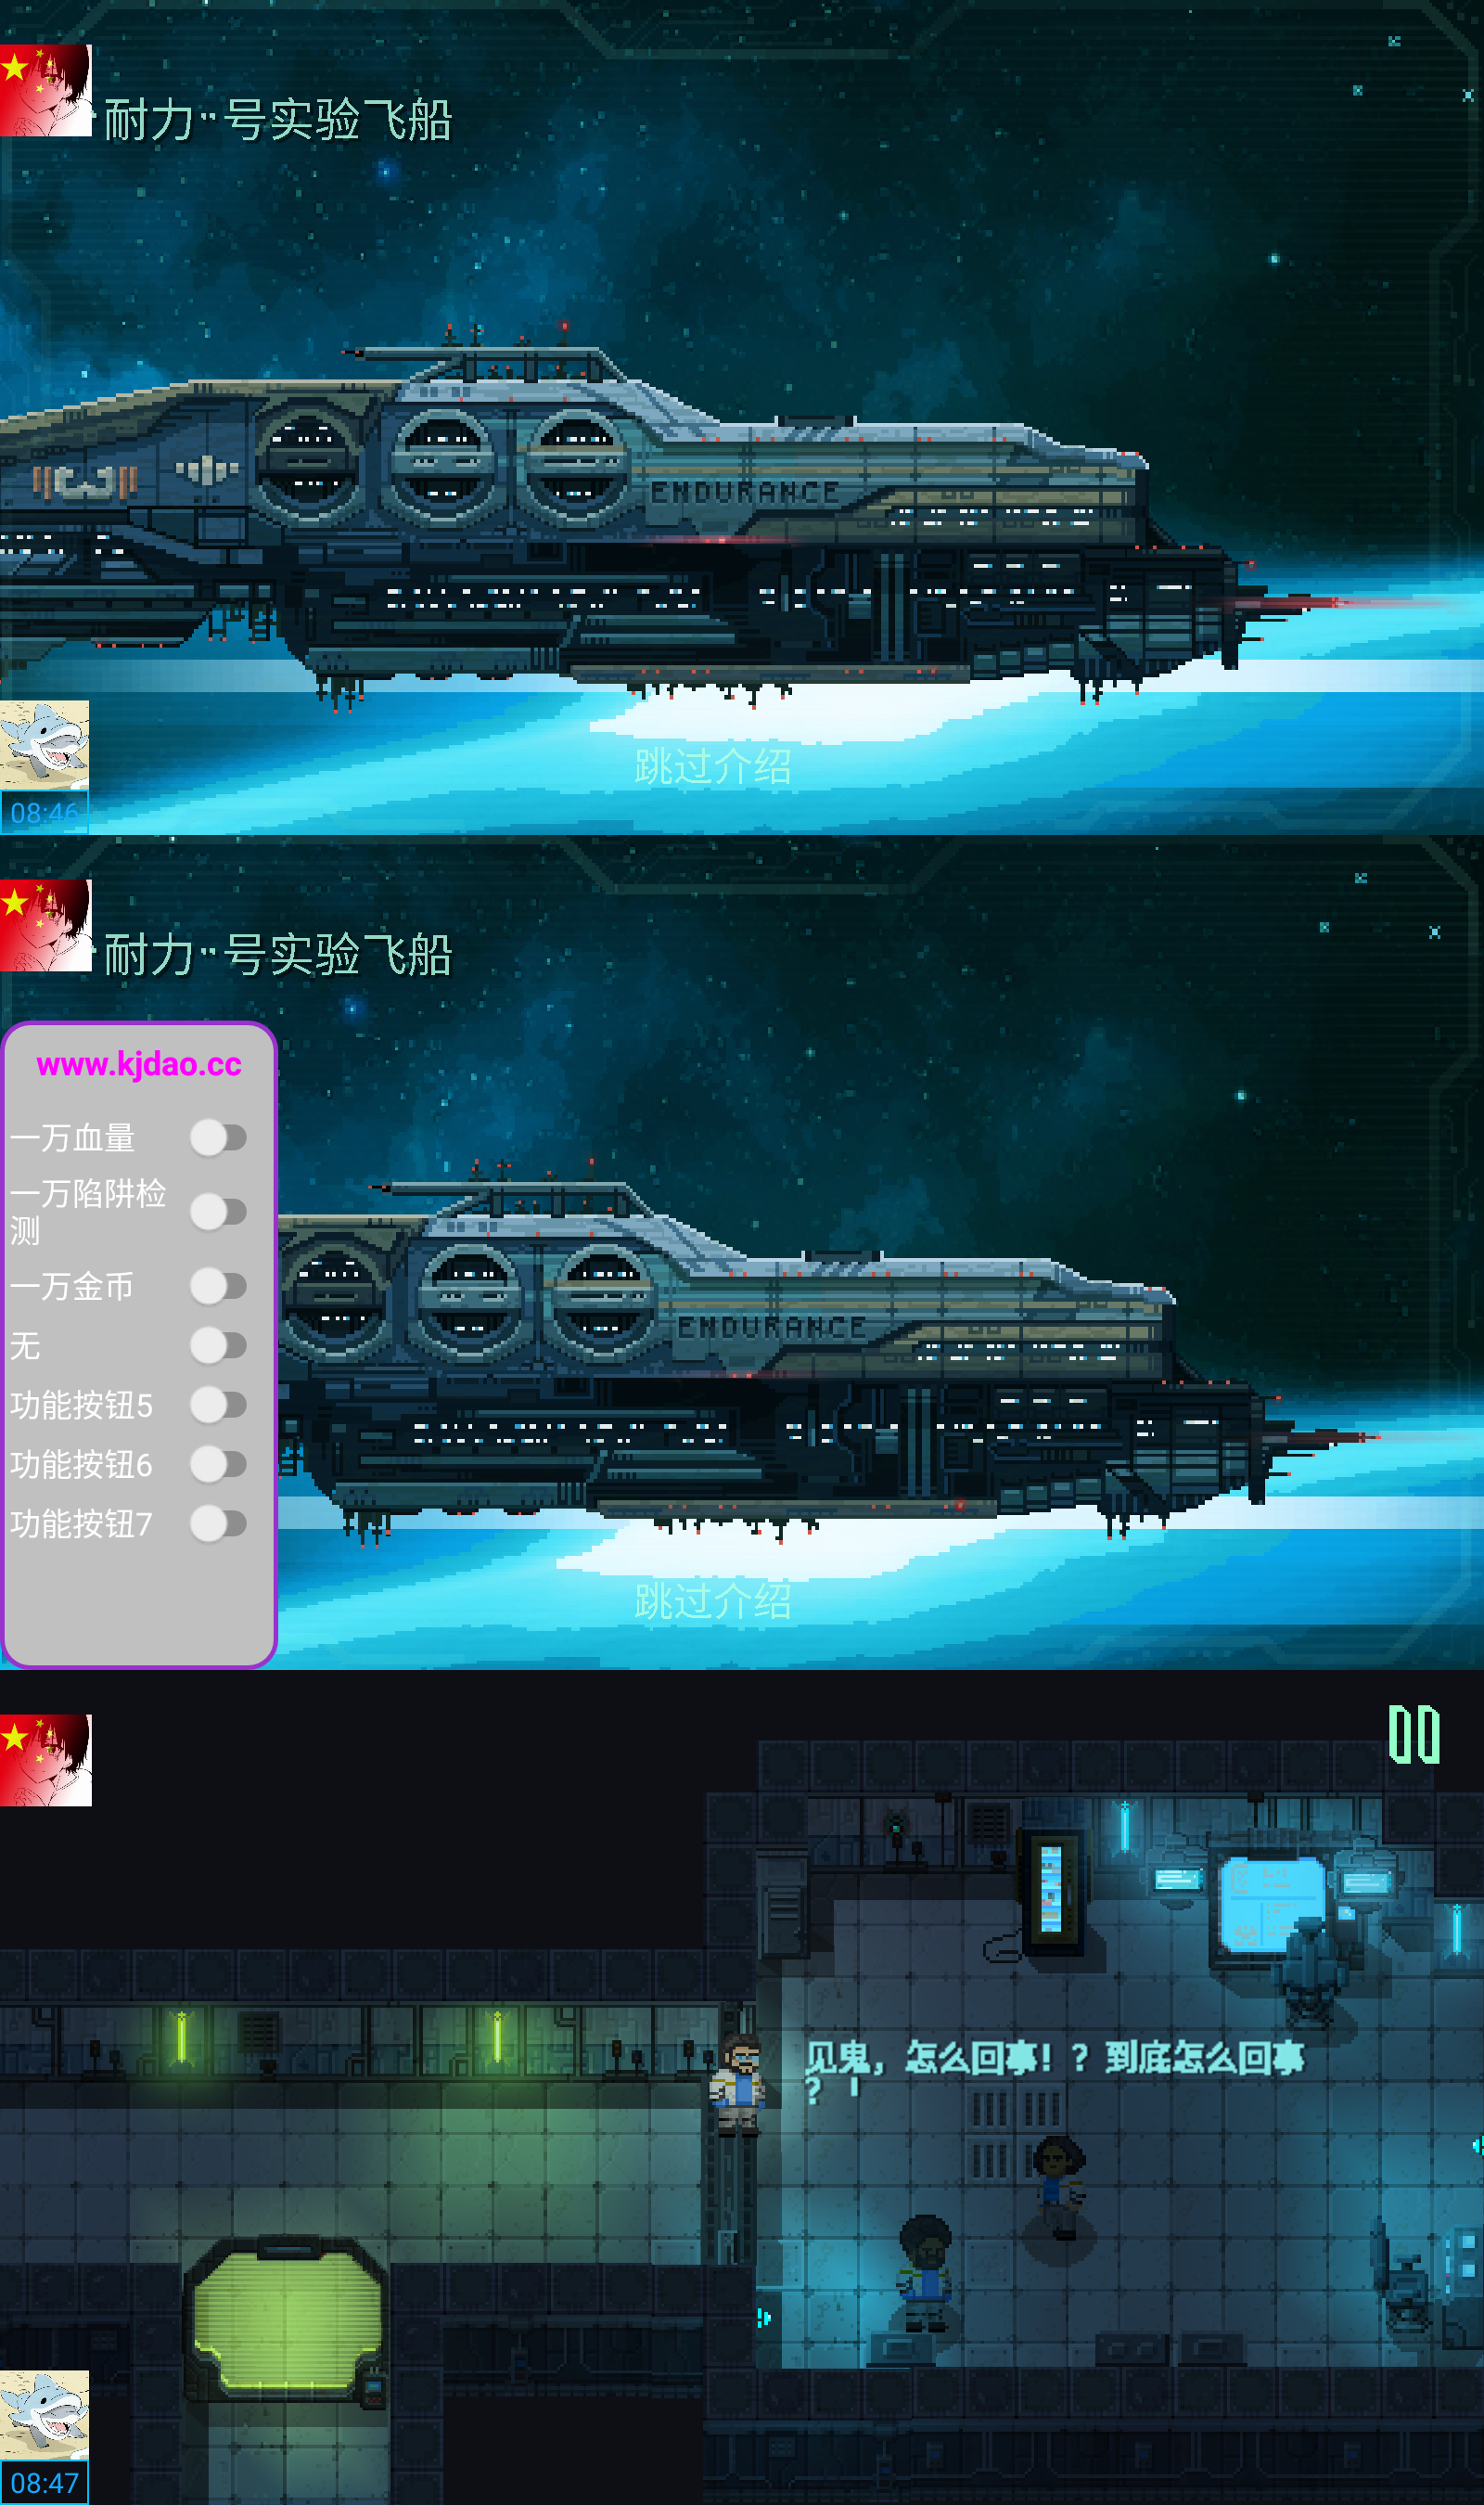 耐力"号实验飞船
ENDURANCE
跳过介绍
08:46
耐力"号实验飞船
www.kjdao.cc
一万血量
一万陷阱检
测
一万金币
无
功能按钮5
功能按钮6
功能按钮7
ENDURANCE
跳过介绍
见鬼，怎么回事！？到底怎么回事
？！
08:47